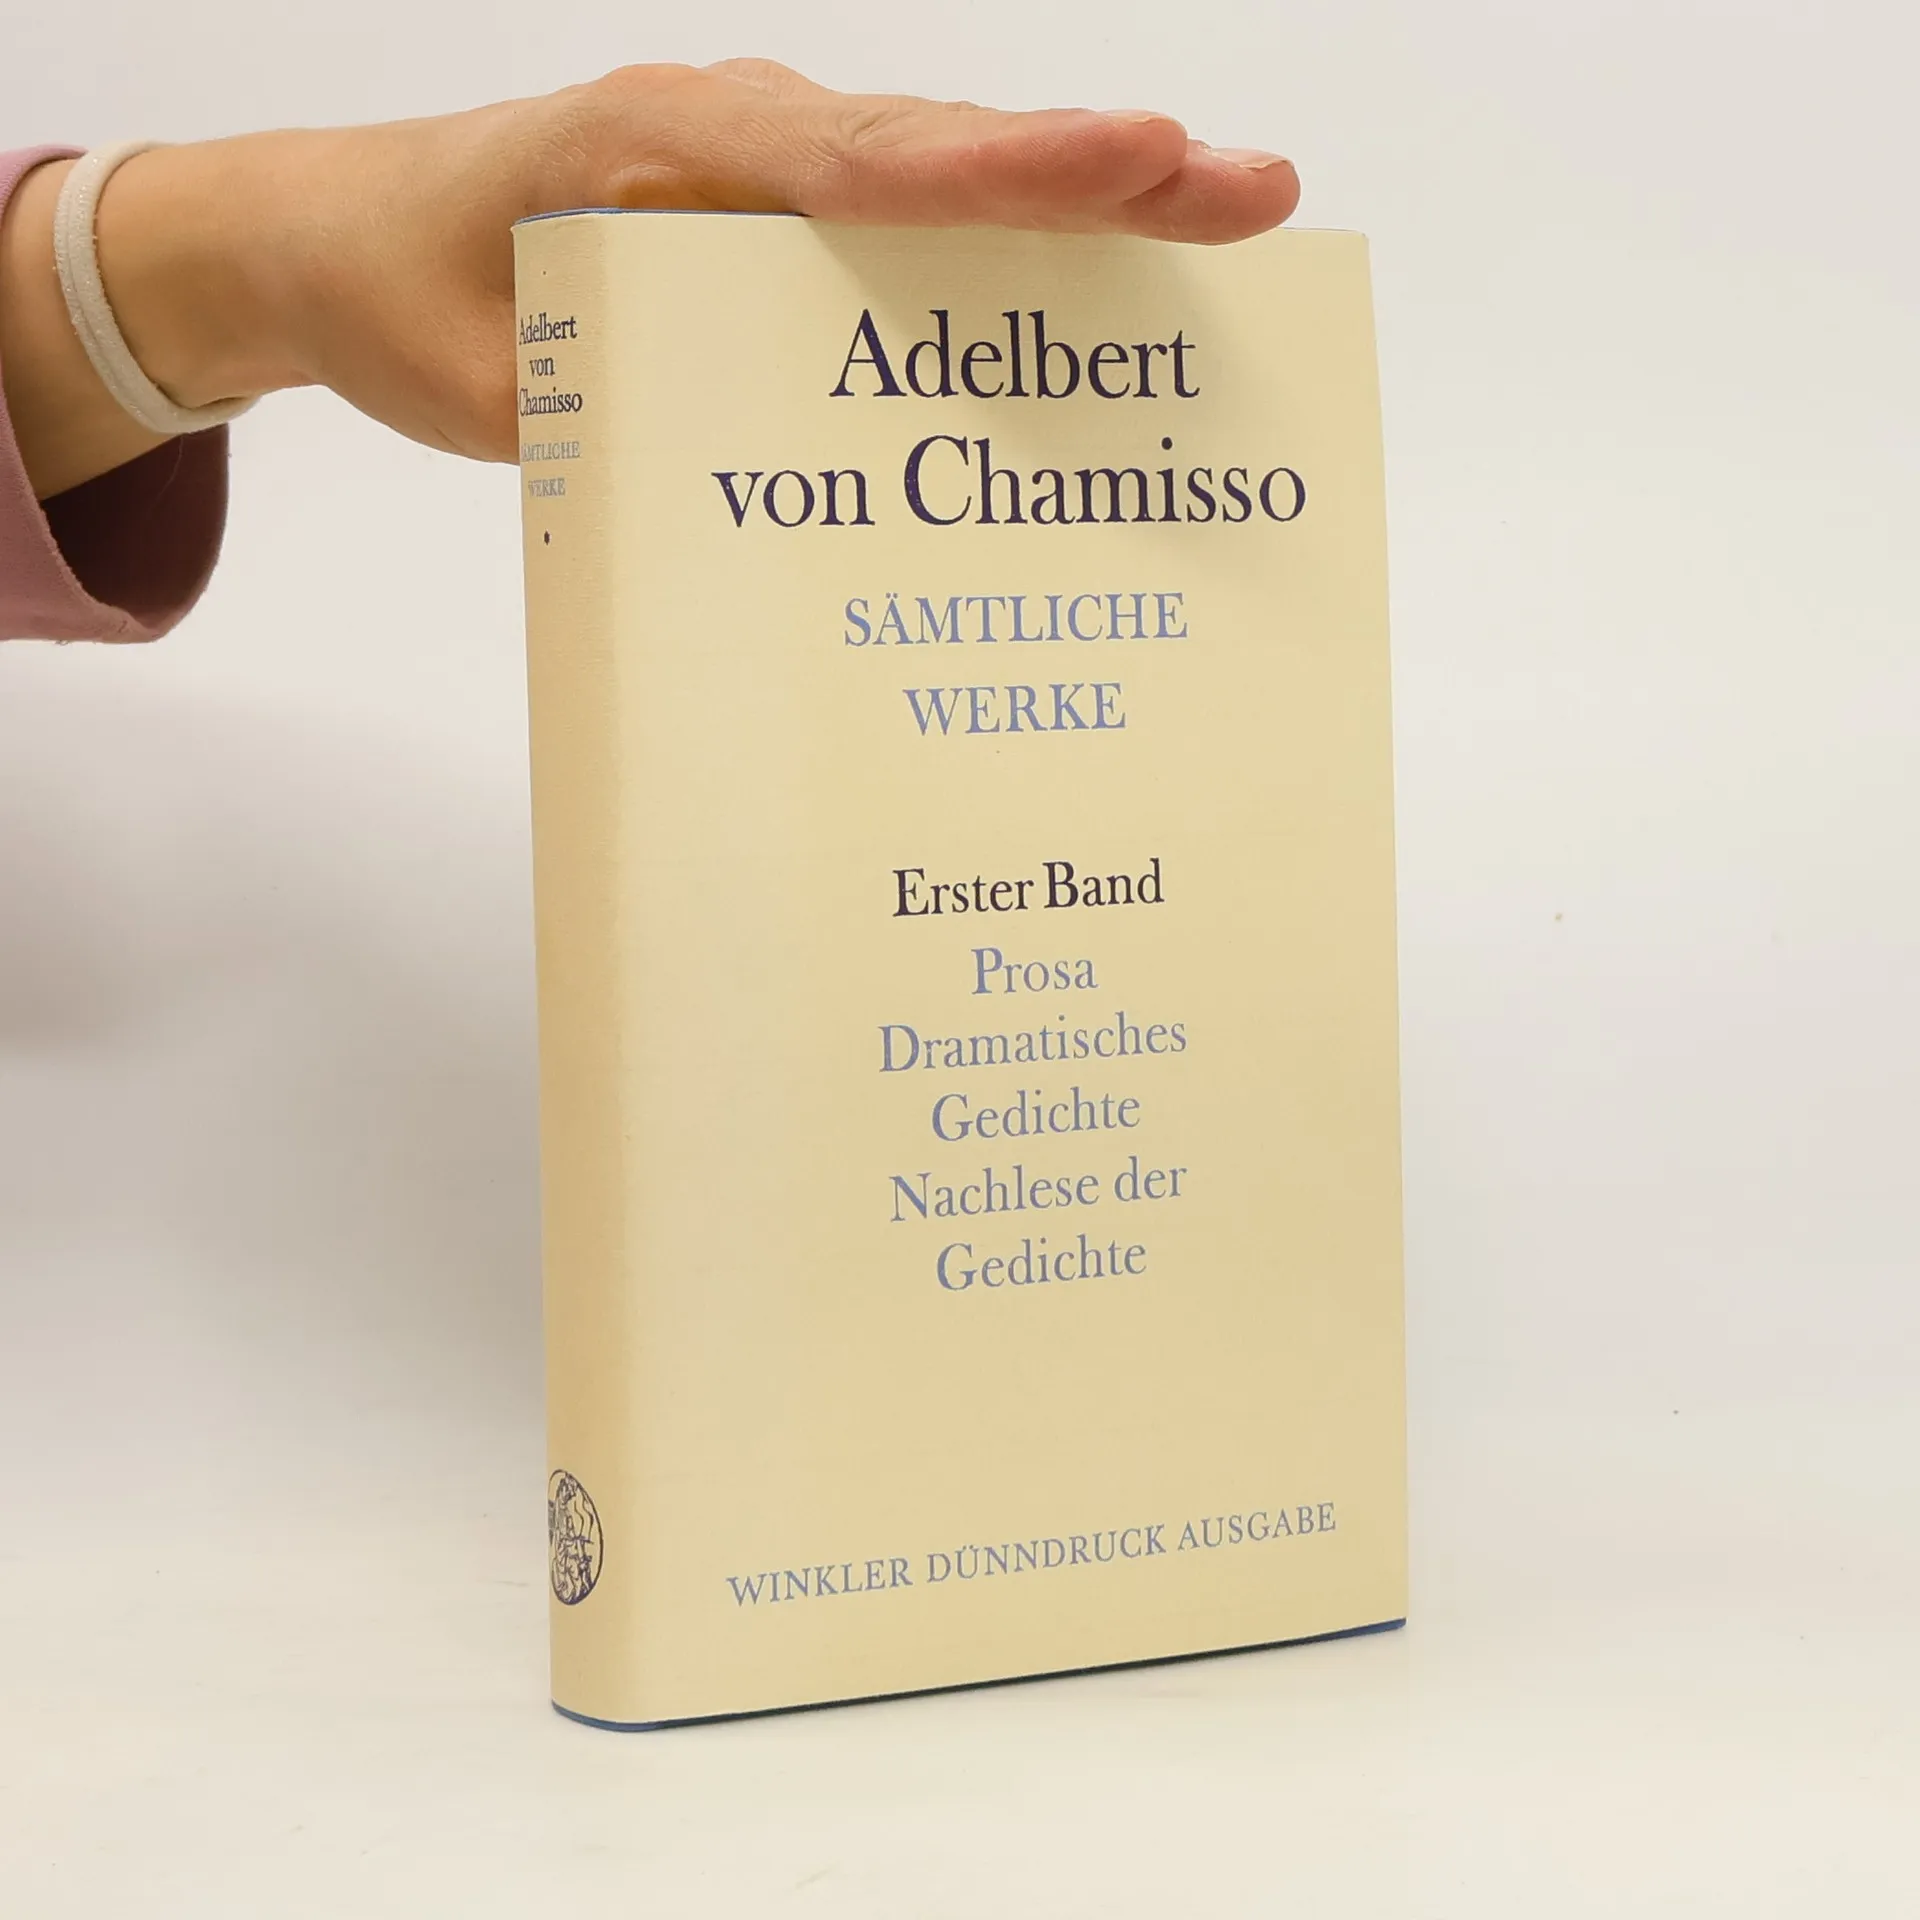 Adelbert
von
Chamisso
SÄMTLICHE
WERKE
*
Adelbert
von Chamisso
SÄMTLICHE
WERKE
Erster Band
Prosa
Dramatisches
Gedichte
Nachlese der
Gedichte
WINKLER DÜNNDRUCK AUSGABE